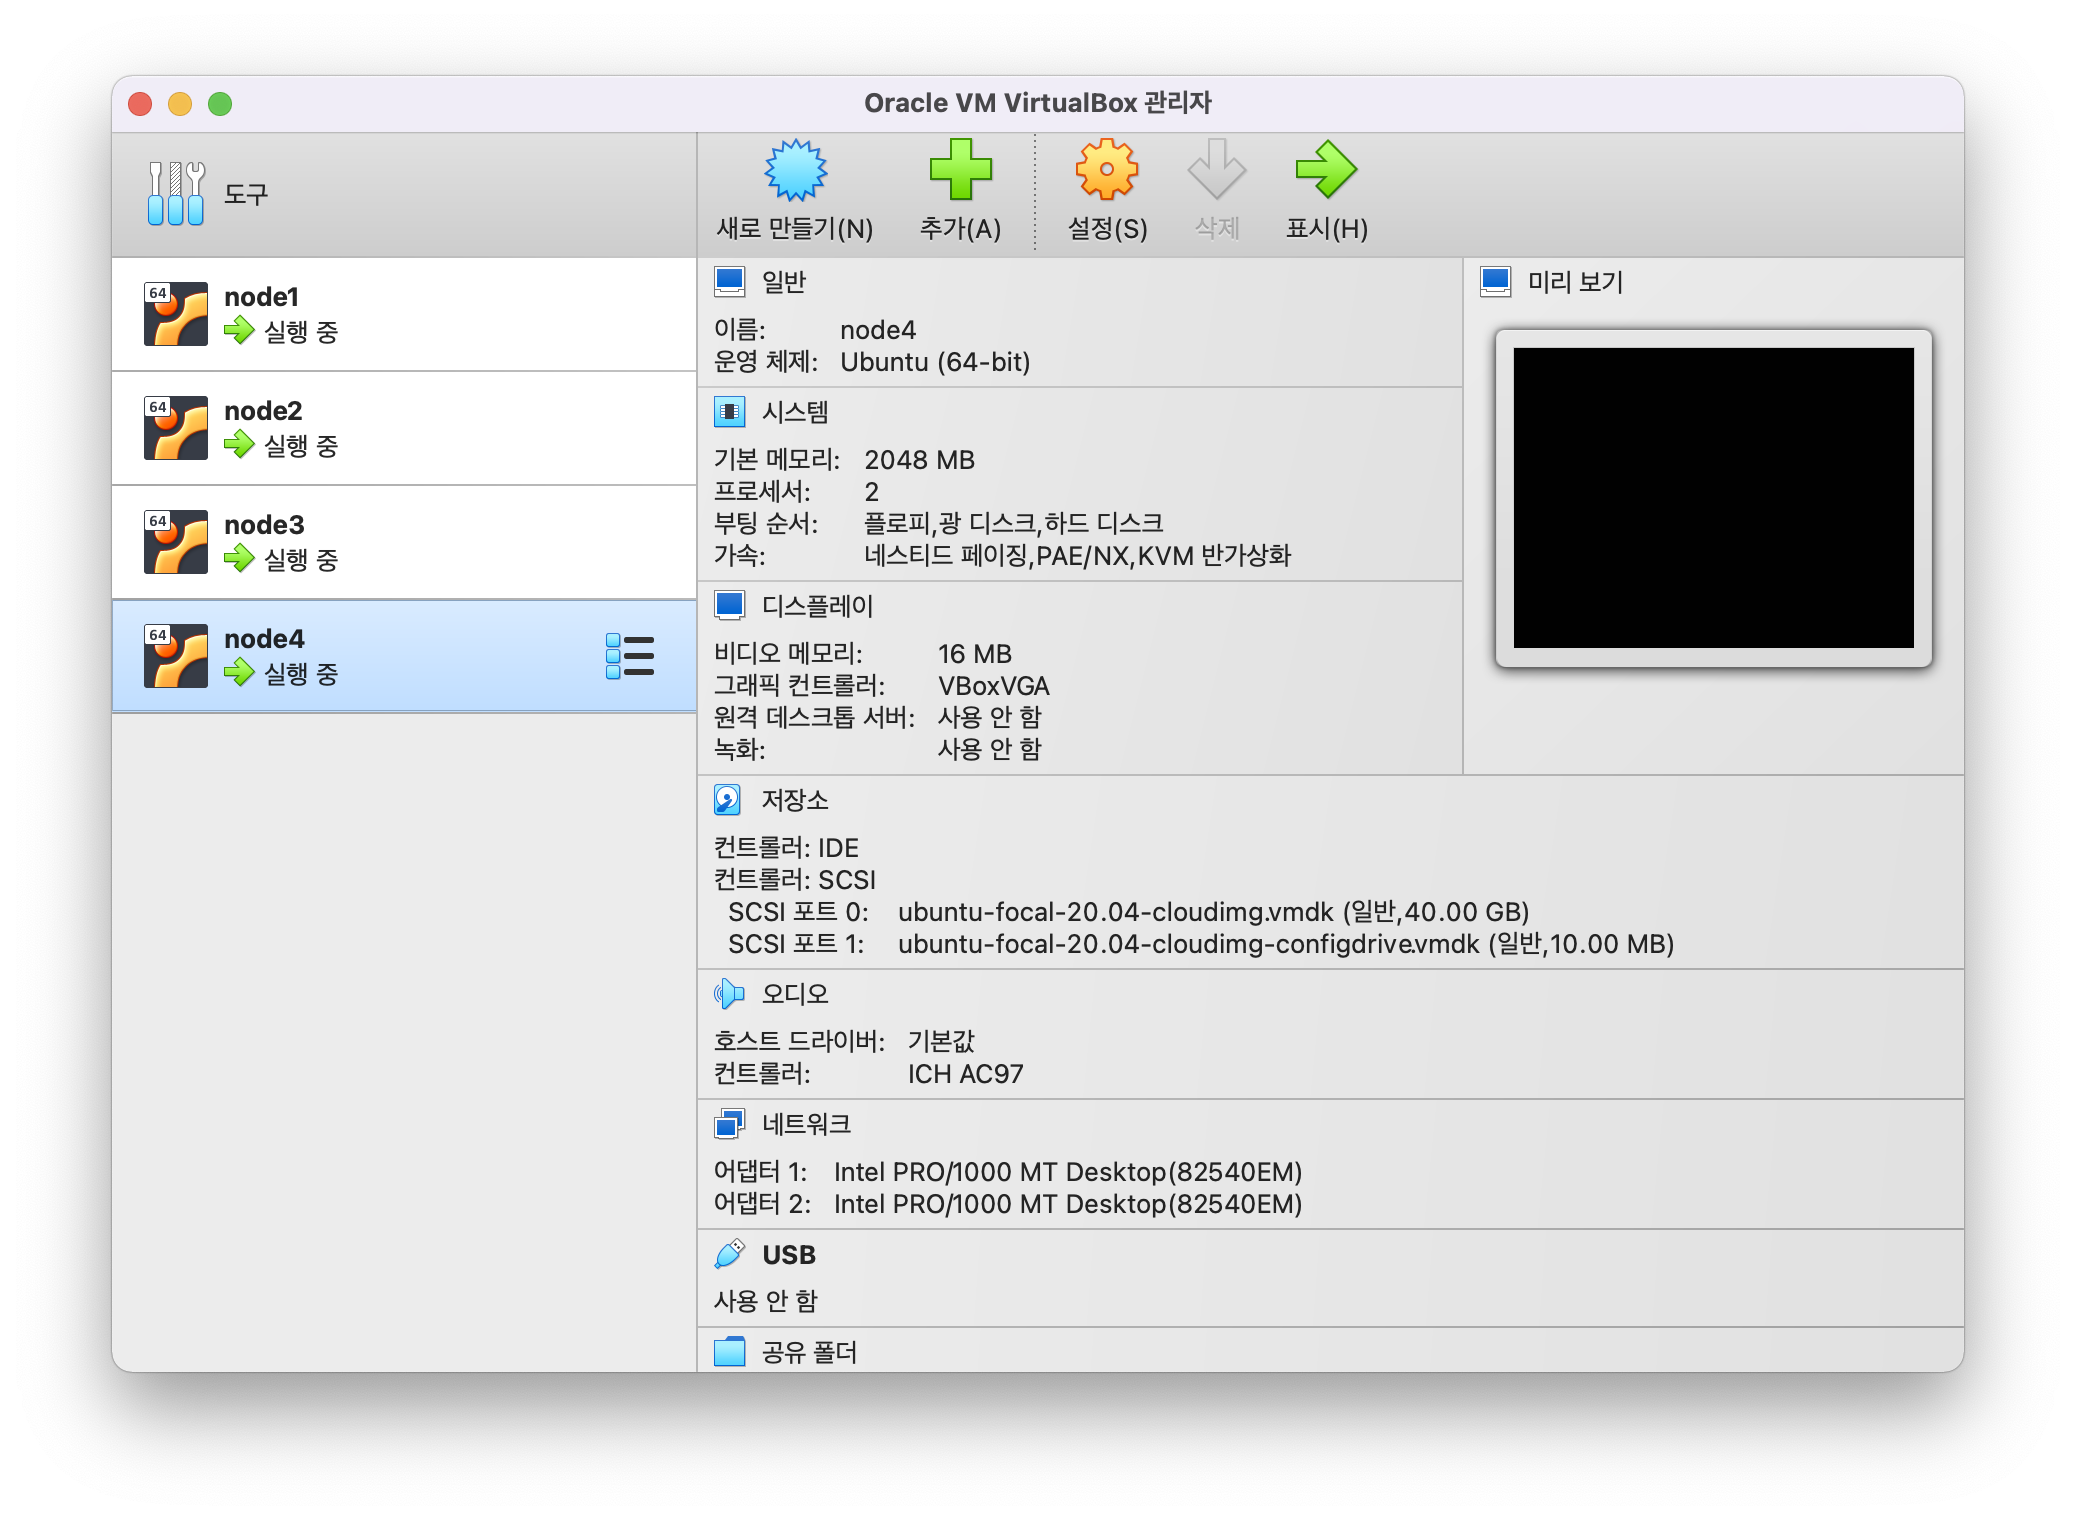 Oracle VM VirtualBox 관리자
도구
새로 만들기(N)
추가(A)
설정(S)
삭제
표시(H)
64
node1
실행 중
64
node2
실행 중
64
node3
실행 중
64
node4
실행 중
일반
이름: node4
운영 체제: Ubuntu (64-bit)
미리 보기
시스템
기본 메모리: 2048 MB
프로세서: 2
부팅 순서: 플로피,광 디스크,하드 디스크
가속: 네스티드 페이징,PAE/NX,KVM 반가상화
디스플레이
비디오 메모리: 16 MB
그래픽 컨트롤러: VBoxVGA
원격 데스크톱 서버: 사용 안 함
녹화: 사용 안 함
저장소
컨트롤러: IDE
컨트롤러: SCSI
SCSI 포트 0: ubuntu-focal-20.04-cloudimg.vmdk (일반,40.00 GB)
SCSI 포트 1: ubuntu-focal-20.04-cloudimg-configdrive.vmdk (일반,10.00 MB)
오디오
호스트 드라이버: 기본값
컨트롤러: ICH AC97
네트워크
어댑터 1: Intel PRO/1000 MT Desktop(82540EM)
어댑터 2: Intel PRO/1000 MT Desktop(82540EM)
USB
사용 안 함
공유 폴더